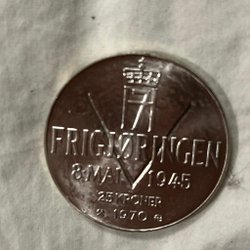 FRIGJØRINGEN
8. MAI 1945
25 KRONER
1970